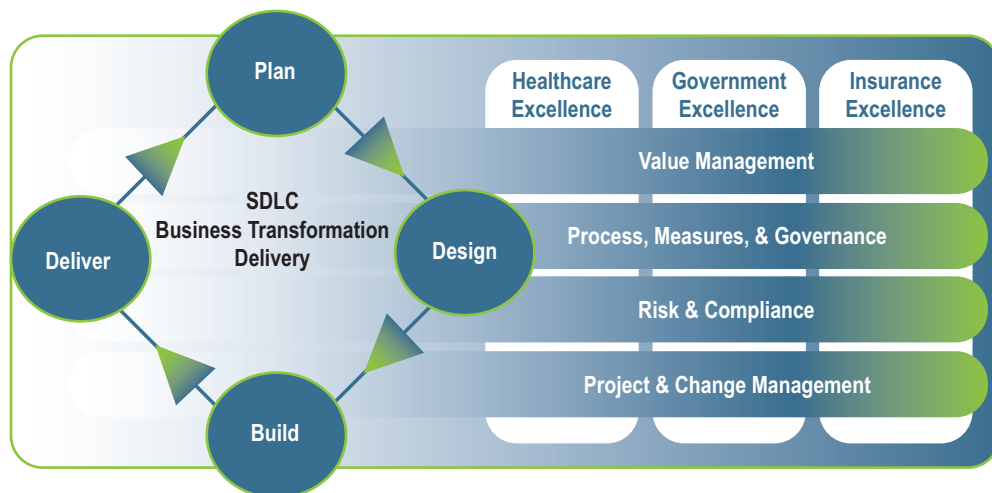 Plan
SDLC
Business Transformation
Delivery
Deliver
Design
Build
Healthcare
Excellence
Government
Excellence
Insurance
Excellence
Value Management
Process, Measures, & Governance
Risk & Compliance
Project & Change Management